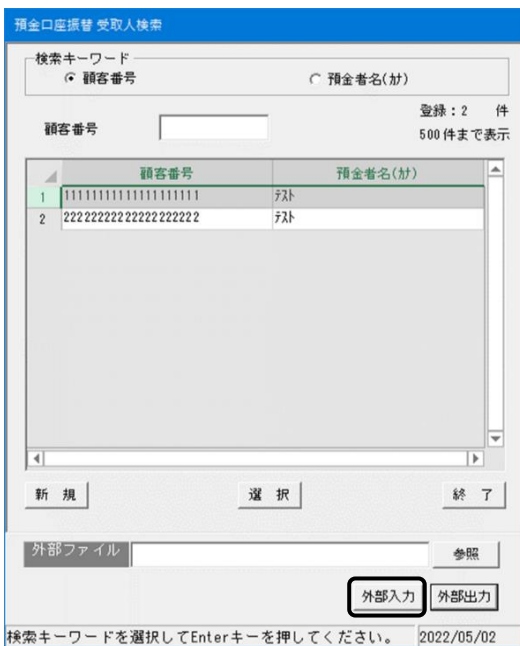 預金口座振替 受取人検索
検索キーワード
顧客番号 預金者名(ｶﾅ)
登録：2 件
顧客番号
500件まで表示
顧客番号 預金者名(ｶﾅ)
1 11111111111111111111 ﾃｽﾄ
2 22222222222222222222 ﾃｽﾄ
新 規 選 択 終 了
外部ファイル 参照
外部入力 外部出力
検索キーワードを選択してEnterキーを押してください。 2022/05/02